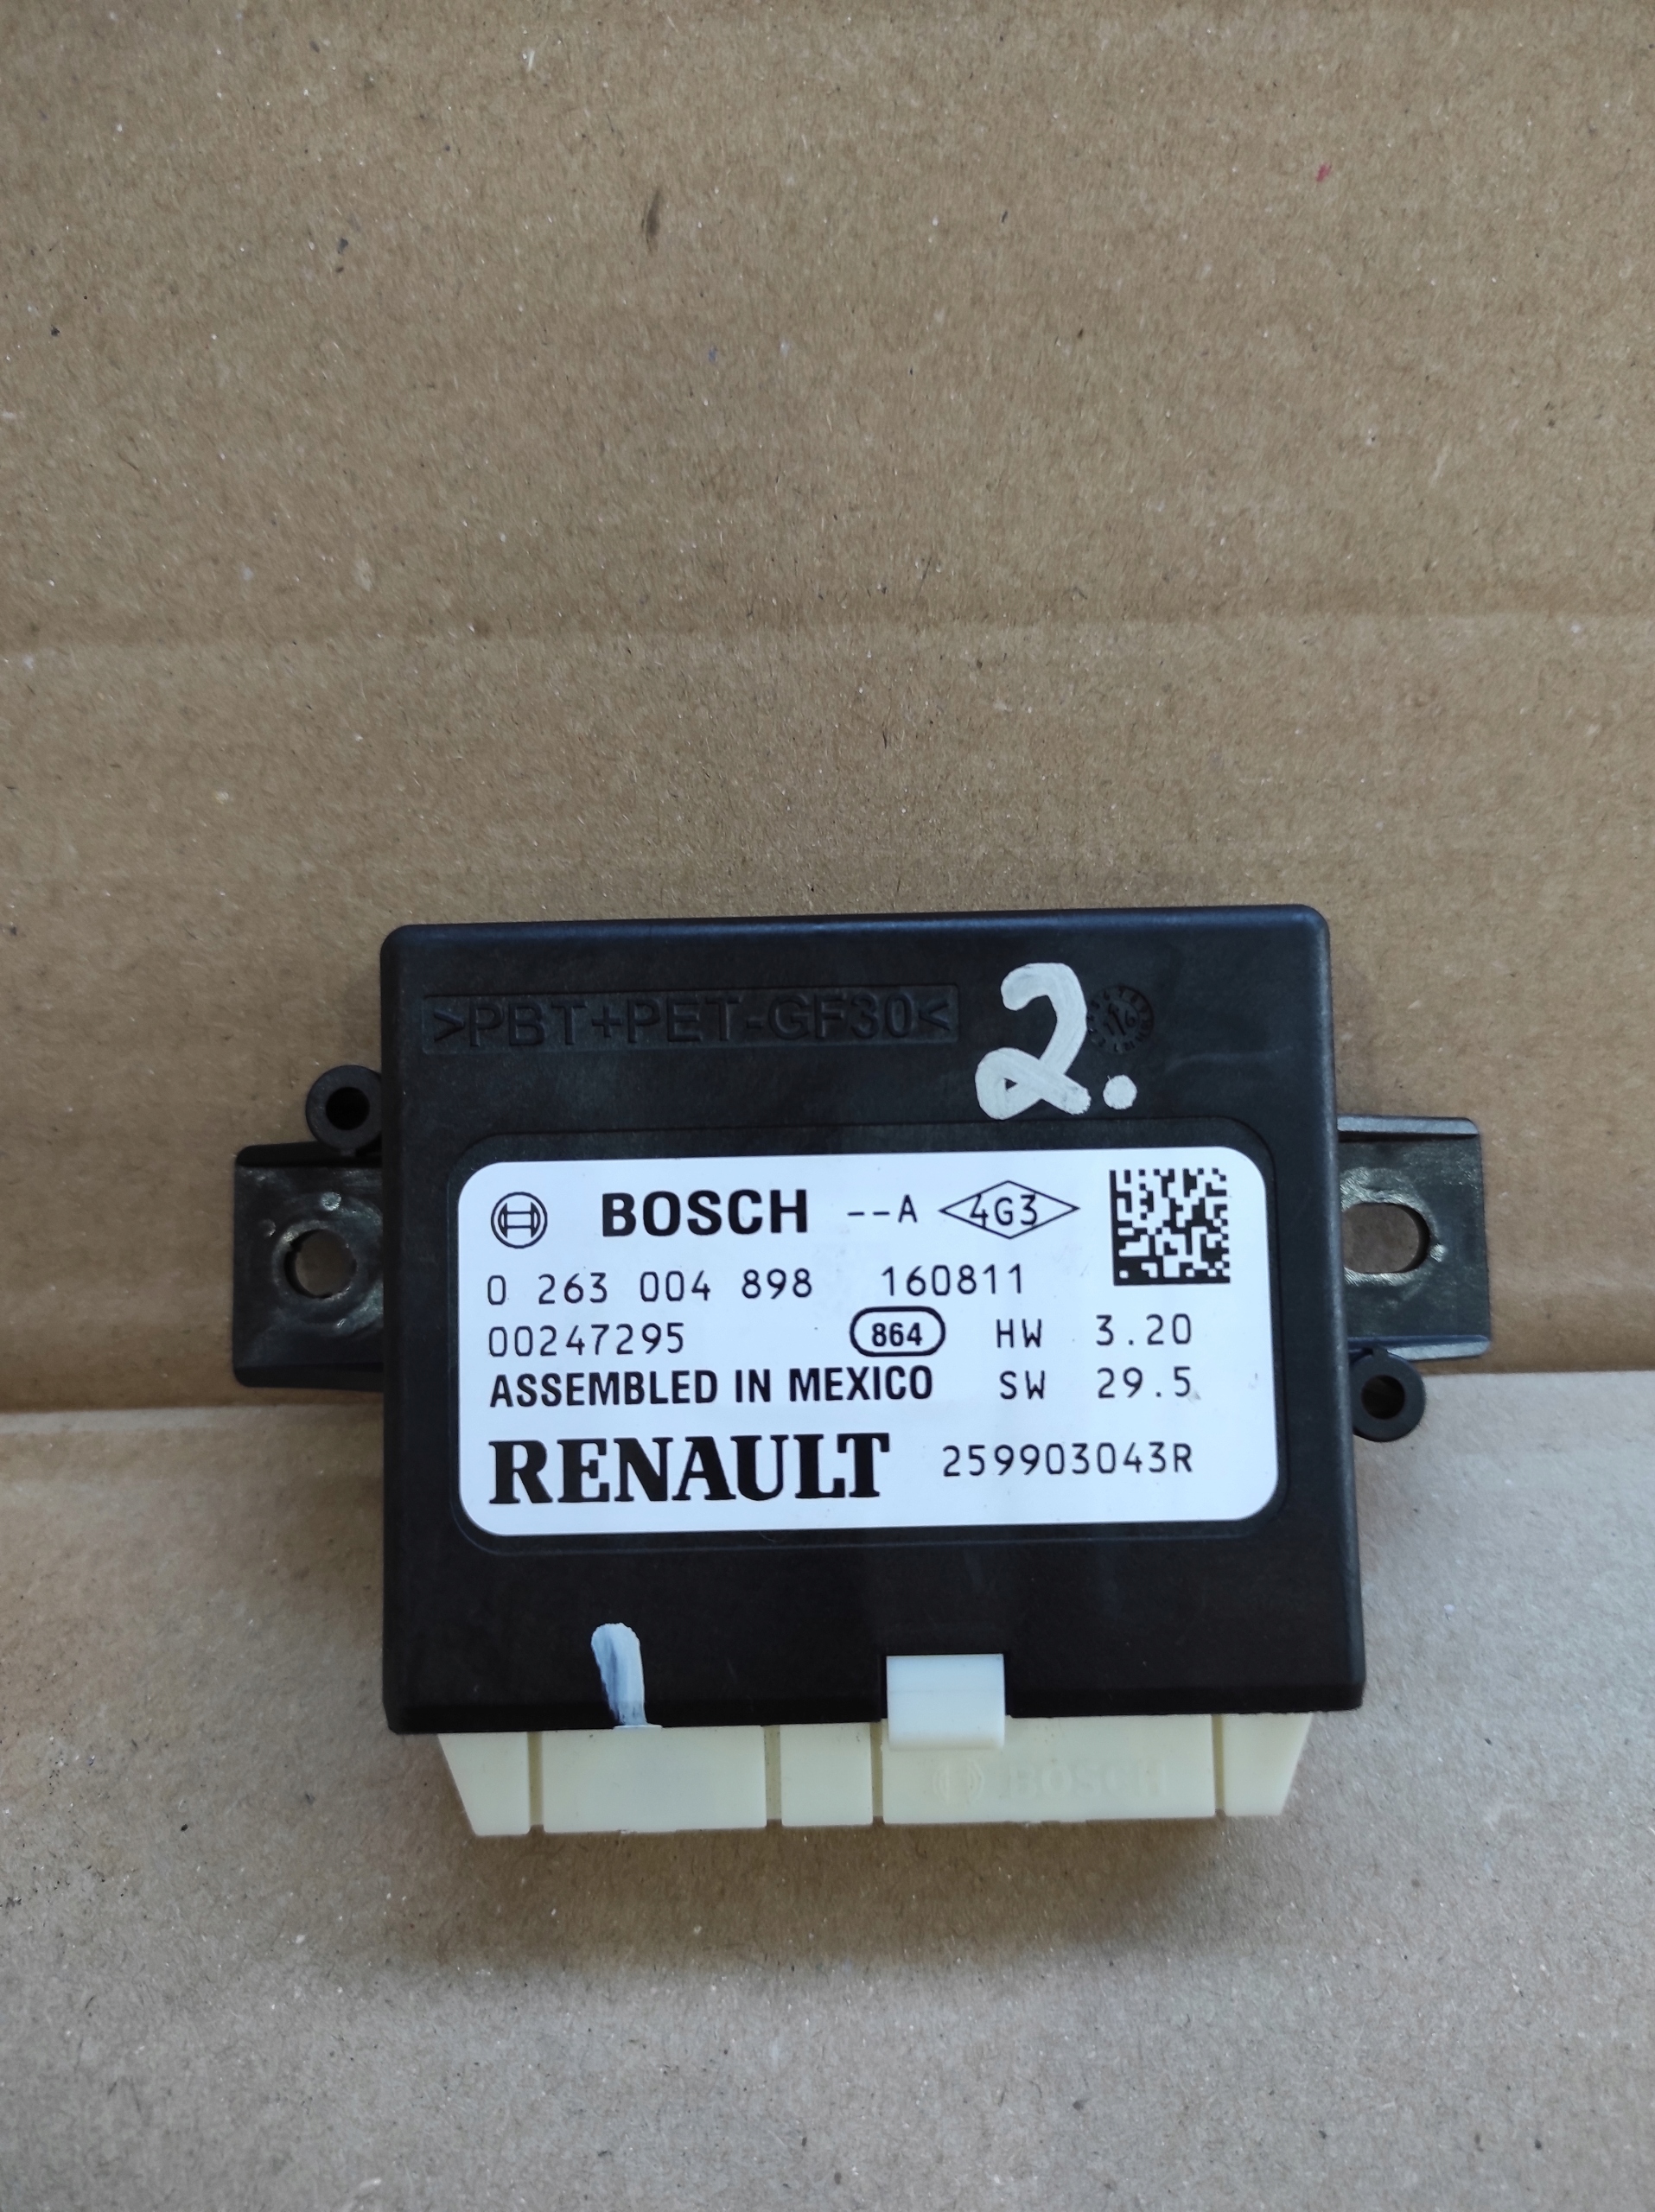 >PBT+PET-GF30<
2.
BOSCH --A 4G3
0 263 004 898 160811
00247295 864 HW 3.20
ASSEMBLED IN MEXICO SW 29.5
RENAULT 259903043R
BOSCH